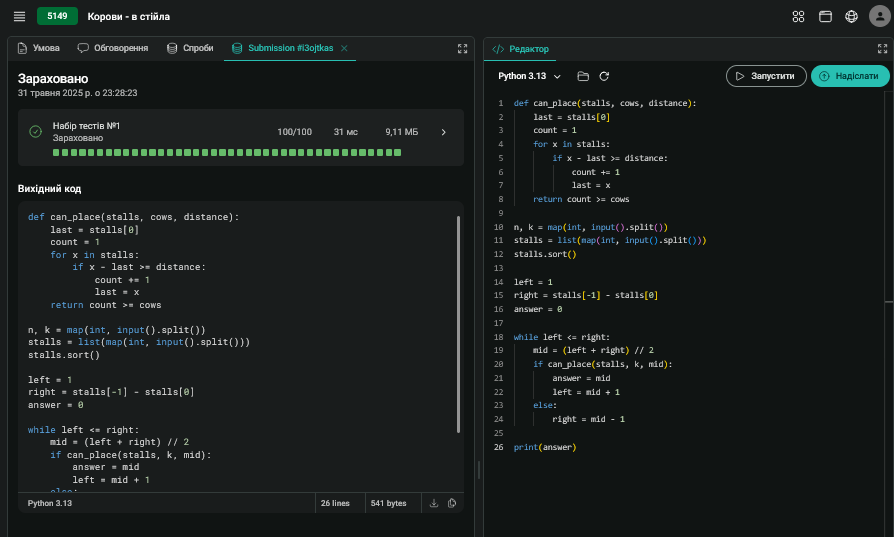 5149 Корови - в стійла
Умова Обговорення Спроби Submission #i3ojtkas
Зараховано
31 травня 2025 р. о 23:28:23
Набір тестів №1
Зараховано
100/100 31 мс 9,11 МБ
Вихідний код
def can_place(stalls, cows, distance):
    last = stalls[0]
    count = 1
    for x in stalls:
        if x - last >= distance:
            count += 1
            last = x
    return count >= cows
n, k = map(int, input().split())
stalls = list(map(int, input().split()))
stalls.sort()
left = 1
right = stalls[-1] - stalls[0]
answer = 0
while left <= right:
    mid = (left + right) // 2
    if can_place(stalls, k, mid):
        answer = mid
        left = mid + 1
    else:
Python 3.13 26 lines 541 bytes
Редактор
Python 3.13 Запустити Надіслати
1 def can_place(stalls, cows, distance):
2     last = stalls[0]
3     count = 1
4     for x in stalls:
5         if x - last >= distance:
6             count += 1
7             last = x
8     return count >= cows
9
10 n, k = map(int, input().split())
11 stalls = list(map(int, input().split()))
12 stalls.sort()
13
14 left = 1
15 right = stalls[-1] - stalls[0]
16 answer = 0
17
18 while left <= right:
19     mid = (left + right) // 2
20     if can_place(stalls, k, mid):
21         answer = mid
22         left = mid + 1
23     else:
24         right = mid - 1
25
26 print(answer)